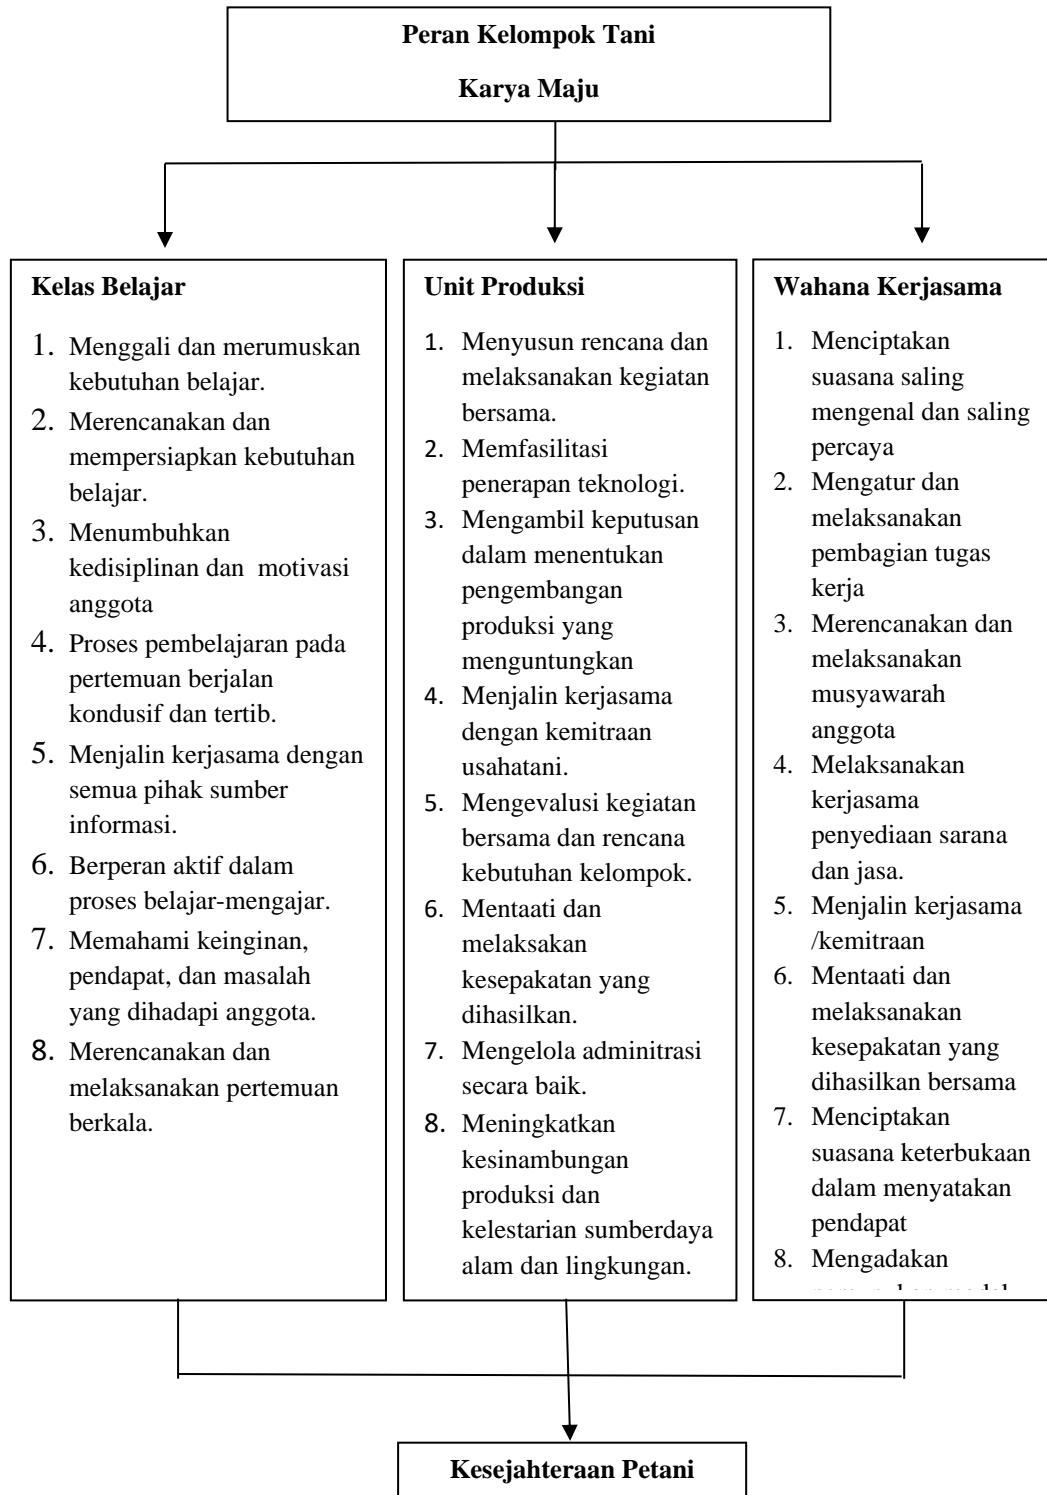 Peran Kelompok Tani
Karya Maju
Kelas Belajar
1. Menggali dan merumuskan
kebutuhan belajar.
2. Merencanakan dan
mempersiapkan kebutuhan
belajar.
3. Menumbuhkan
kedisiplinan dan  motivasi
anggota
4. Proses pembelajaran pada
pertemuan berjalan
kondusif dan tertib.
5. Menjalin kerjasama dengan
semua pihak sumber
informasi.
6. Berperan aktif dalam
proses belajar-mengajar.
7. Memahami keinginan,
pendapat, dan masalah
yang dihadapi anggota.
8. Merencanakan dan
melaksanakan pertemuan
berkala.
Unit Produksi
1. Menyusun rencana dan
melaksanakan kegiatan
bersama.
2. Memfasilitasi
penerapan teknologi.
3. Mengambil keputusan
dalam menentukan
pengembangan
produksi yang
menguntungkan
4. Menjalin kerjasama
dengan kemitraan
usahatani.
5. Mengevalusi kegiatan
bersama dan rencana
kebutuhan kelompok.
6. Mentaati dan
melaksakan
kesepakatan yang
dihasilkan.
7. Mengelola adminitrasi
secara baik.
8. Meningkatkan
kesinambungan
produksi dan
kelestarian sumberdaya
alam dan lingkungan.
Wahana Kerjasama
1. Menciptakan
suasana saling
mengenal dan saling
percaya
2. Mengatur dan
melaksanakan
pembagian tugas
kerja
3. Merencanakan dan
melaksanakan
musyawarah
anggota
4. Melaksanakan
kerjasama
penyediaan sarana
dan jasa.
5. Menjalin kerjasama
/kemitraan
6. Mentaati dan
melaksanakan
kesepakatan yang
dihasilkan bersama
7. Menciptakan
suasana keterbukaan
dalam menyatakan
pendapat
8. Mengadakan
Kesejahteraan Petani